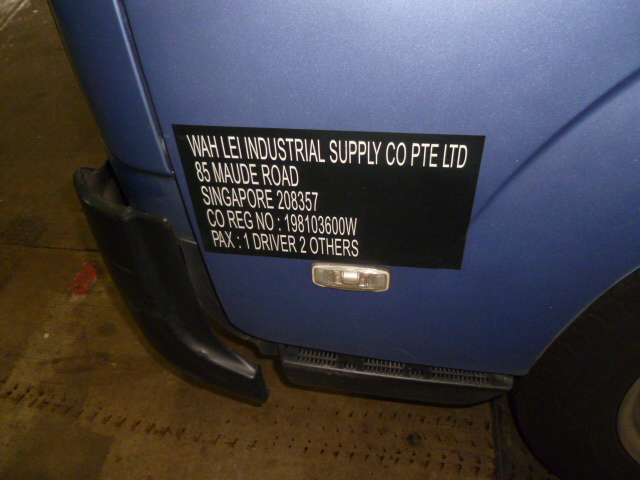 WAH LEI INDUSTRIAL SUPPLY CO PTE LTD
85 MAUDE ROAD
SINGAPORE 208357
CO REG NO : 198103600W
PAX : 1 DRIVER 2 OTHERS